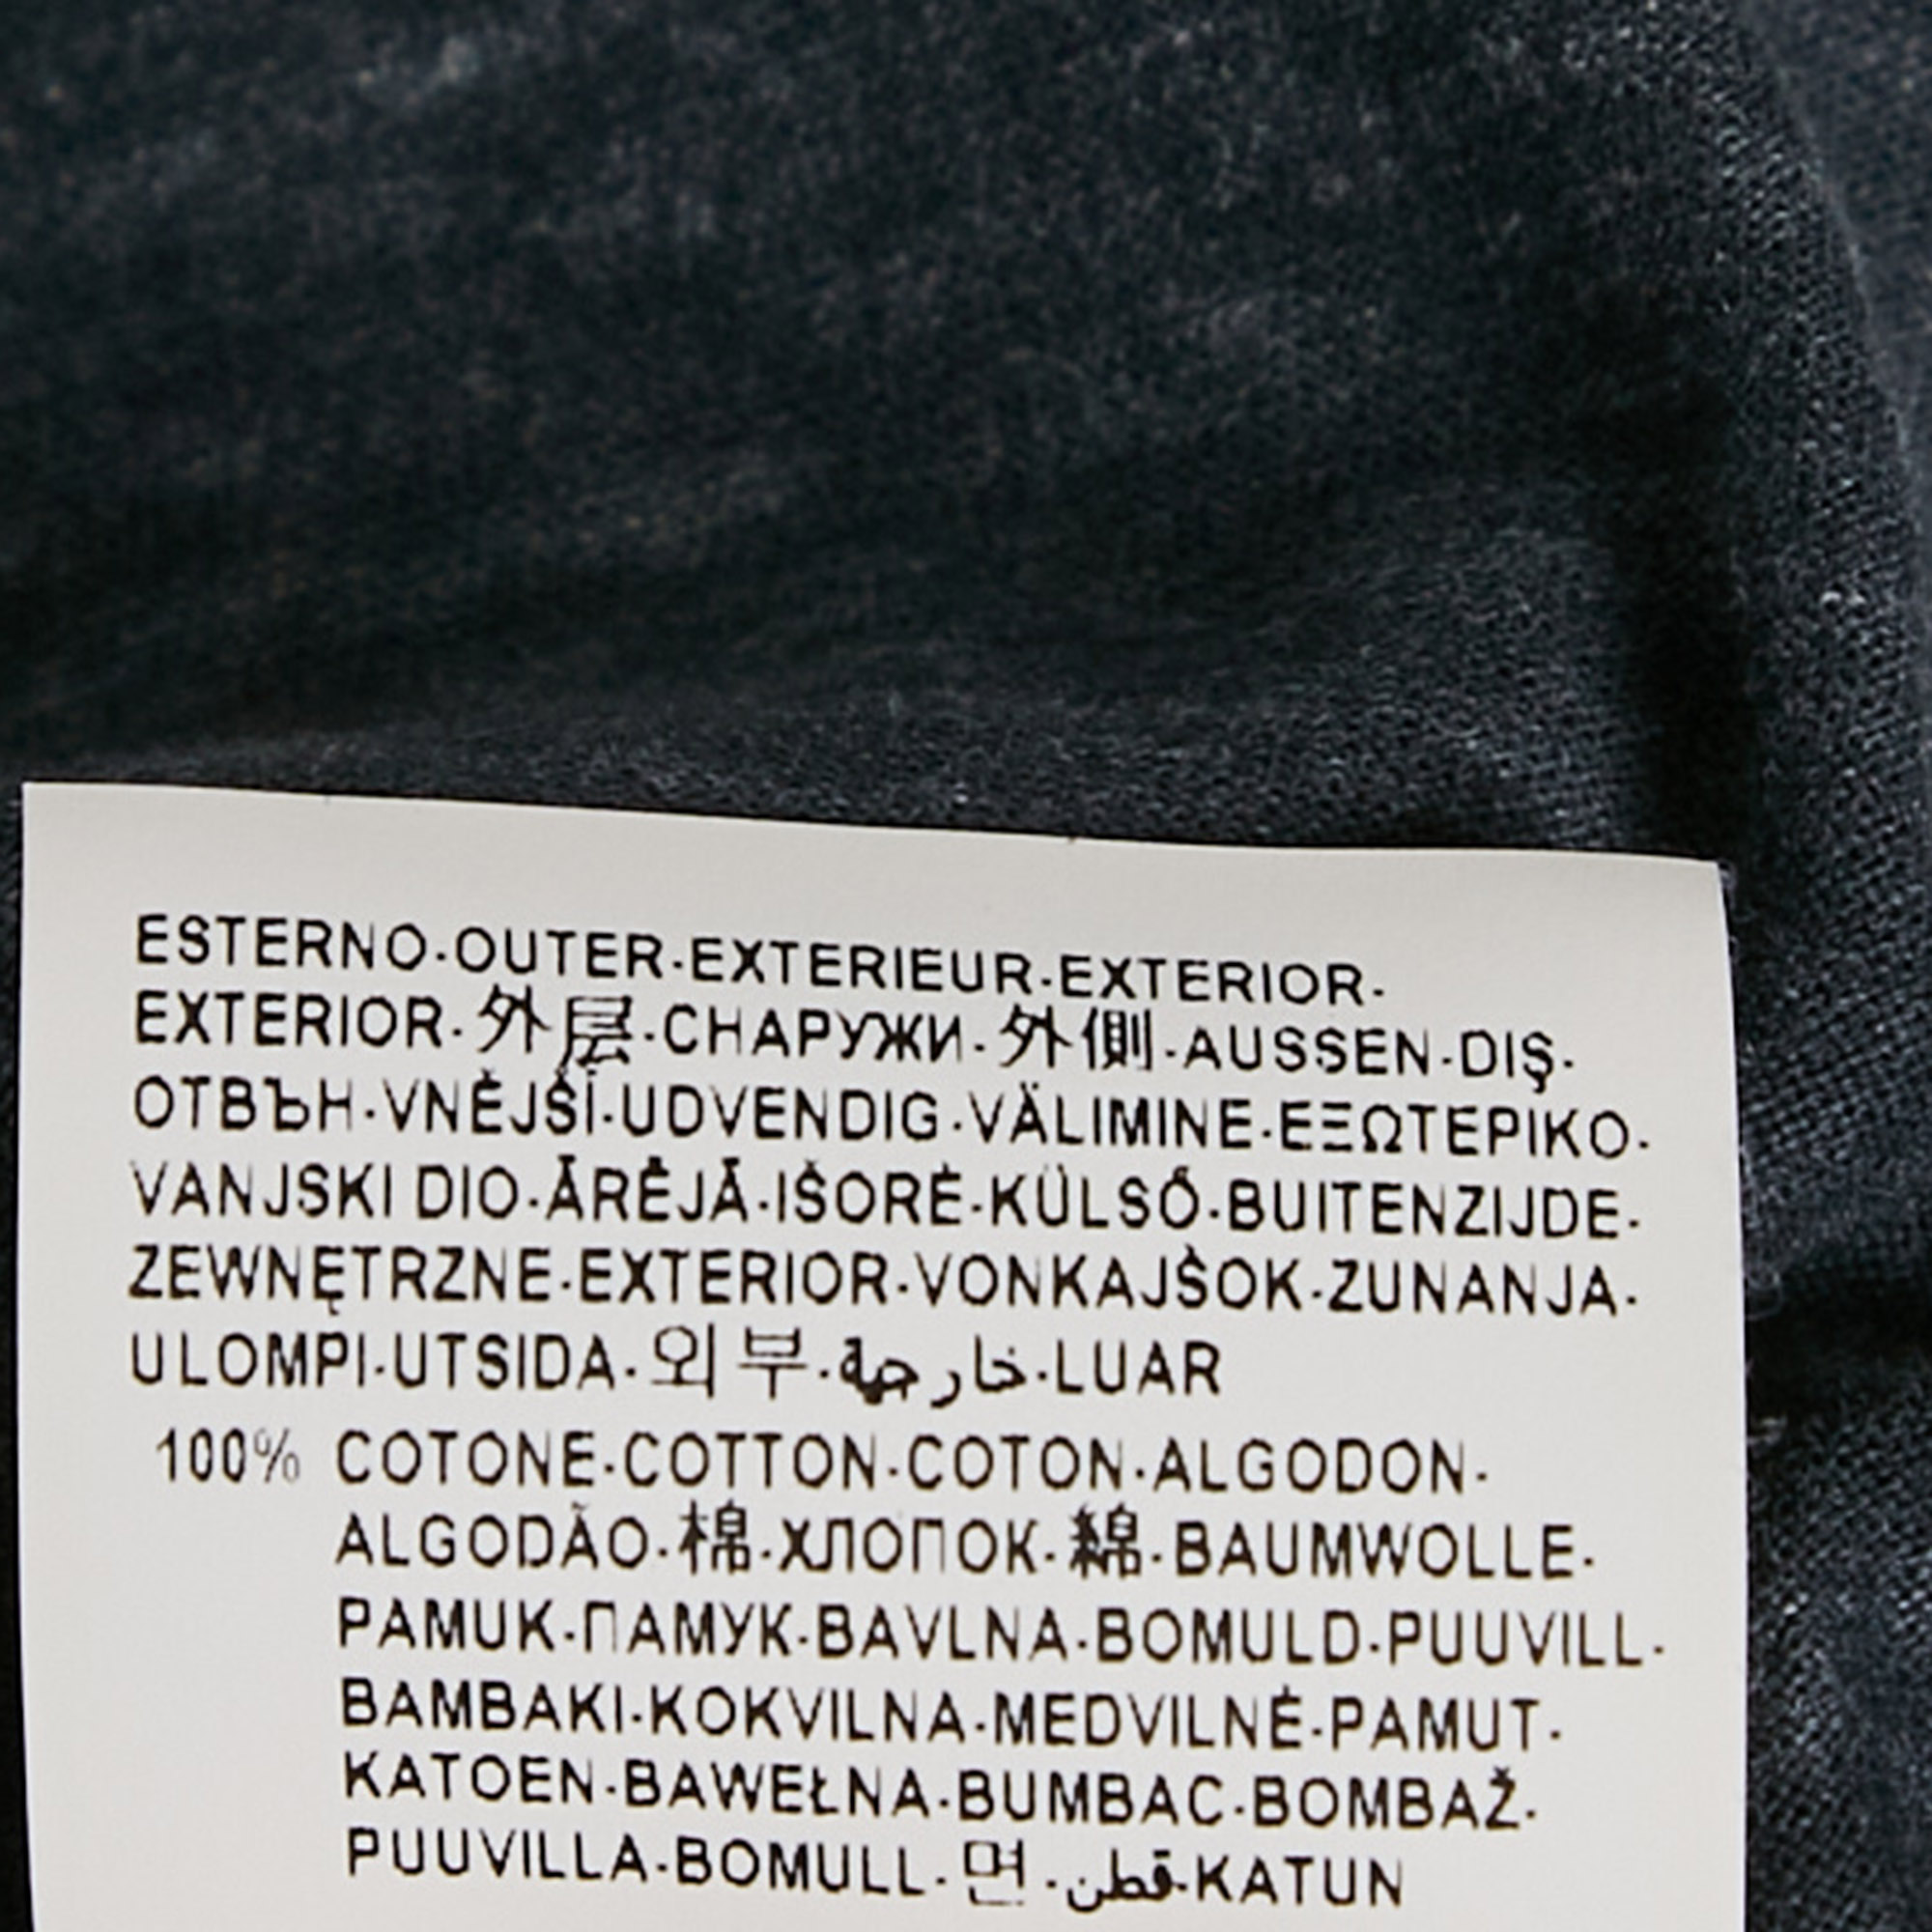 ESTERNO·OUTER·EXTERIEUR·EXTERIOR·
EXTERIOR·外层·СНАРУЖИ·外側·AUSSEN·DIŞ·
ОТВЪН·VNĚJŠÍ·UDVENDIG·VÄLIMINE·ΕΞΩΤΕΡΙΚΟ·
VANJSKI DIO·ĀRĒJĀ·IŠORĖ·KÜLSŐ·BUITENZIJDE·
ZEWNĘTRZNE·EXTERIOR·VONKAJŠOK·ZUNANJA·
ULOMPI·UTSIDA·외부·خارجية·LUAR
100% COTONE·COTTON·COTON·ALGODON·
ALGODÃO·棉·ХЛОПОК·綿·BAUMWOLLE·
PAMUK·ПАМУК·BAVLNA·BOMULD·PUUVILL·
BAMBAKI·KOKVILNA·MEDVILNĖ·PAMUT·
KATOEN·BAWEŁNA·BUMBAC·BOMBAŽ·
PUUVILLA·BOMULL·면·قطن·KATUN